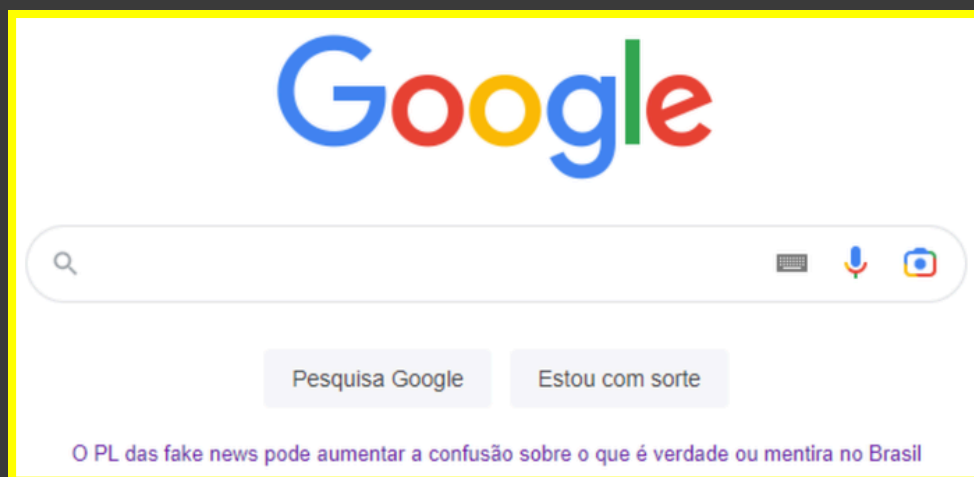 Google
Pesquisa Google
Estou com sorte
O PL das fake news pode aumentar a confusão sobre o que é verdade ou mentira no Brasil